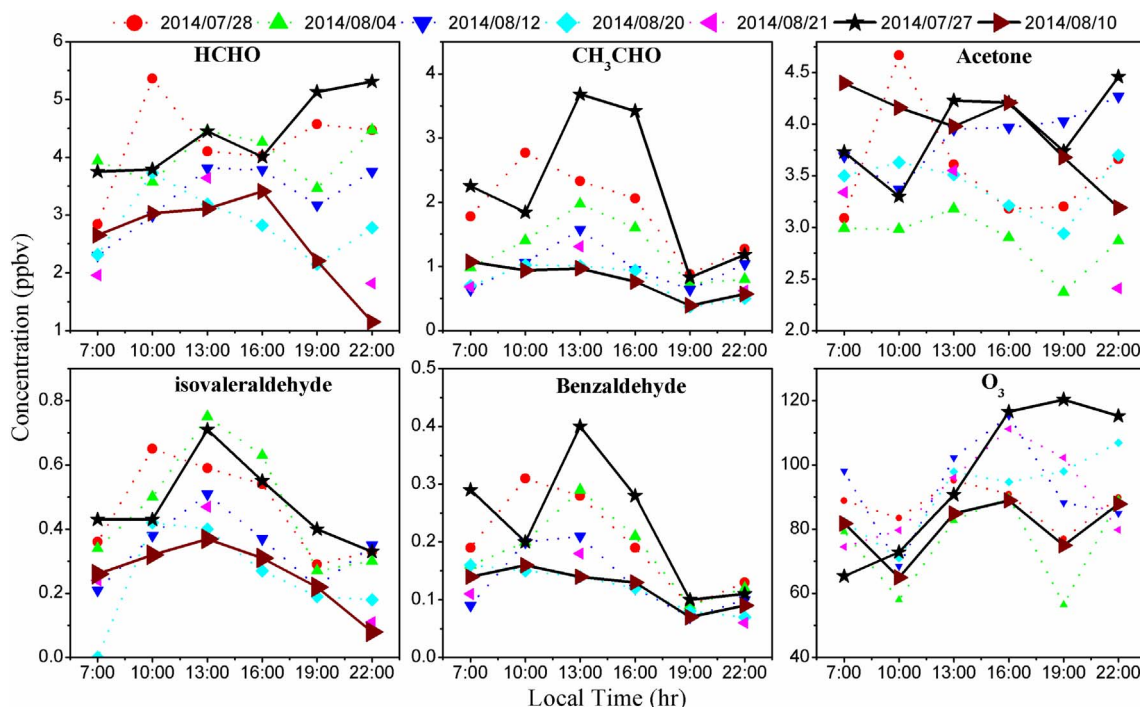 2014/07/28 2014/08/04 2014/08/12 2014/08/20 2014/08/21 2014/07/27 2014/08/10
HCHO
6
5
4
3
2
1
7:00 10:00 13:00 16:00 19:00 22:00
CH₃CHO
4
3
2
1
0
7:00 10:00 13:00 16:00 19:00 22:00
Acetone
4.5
4.0
3.5
3.0
2.5
2.0
7:00 10:00 13:00 16:00 19:00 22:00
Concentration (ppbv)
isovaleraldehyde
0.8
0.6
0.4
0.2
0.0
7:00 10:00 13:00 16:00 19:00 22:00
Benzaldehyde
0.5
0.4
0.3
0.2
0.1
0.0
7:00 10:00 13:00 16:00 19:00 22:00
O₃
120
100
80
60
40
7:00 10:00 13:00 16:00 19:00 22:00
Local Time (hr)